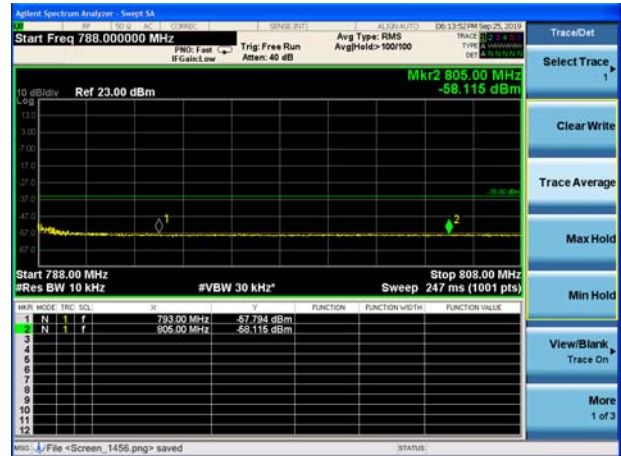 Agilent Spectrum Analyzer - Swept SA
RF 50 Ω AC CORREC SENSE:INT ALIGN AUTO 06:13:52 PM Sep 25, 2019
Start Freq 788.000000 MHz
PNO: Fast
IFGain:Low
Trig: Free Run
Atten: 40 dB
Avg Type: RMS
Avg|Hold:>100/100
TRACE 1 2 3 4 5 6
TYPE
DET
Mkr2 805.00 MHz
-58.115 dBm
10 dB/div Ref 23.00 dBm
Log
13.0
3.00
-7.00
-17.0
-27.0
-35.00 dBm
-37.0
-47.0
-57.0
-67.0
1
2
Start 788.00 MHz Stop 808.00 MHz
#Res BW 10 kHz #VBW 30 kHz* Sweep 247 ms (1001 pts)
MKR MODE TRC SCL X Y FUNCTION FUNCTION WIDTH FUNCTION VALUE
1 N 1 f 793.00 MHz -57.794 dBm
2 N 1 f 805.00 MHz -58.115 dBm
3
4
5
6
7
8
9
10
11
12
MSG File <Screen_1456.png> saved STATUS
Trace/Det
Select Trace
1
Clear Write
Trace Average
Max Hold
Min Hold
View/Blank
Trace On
More
1 of 3